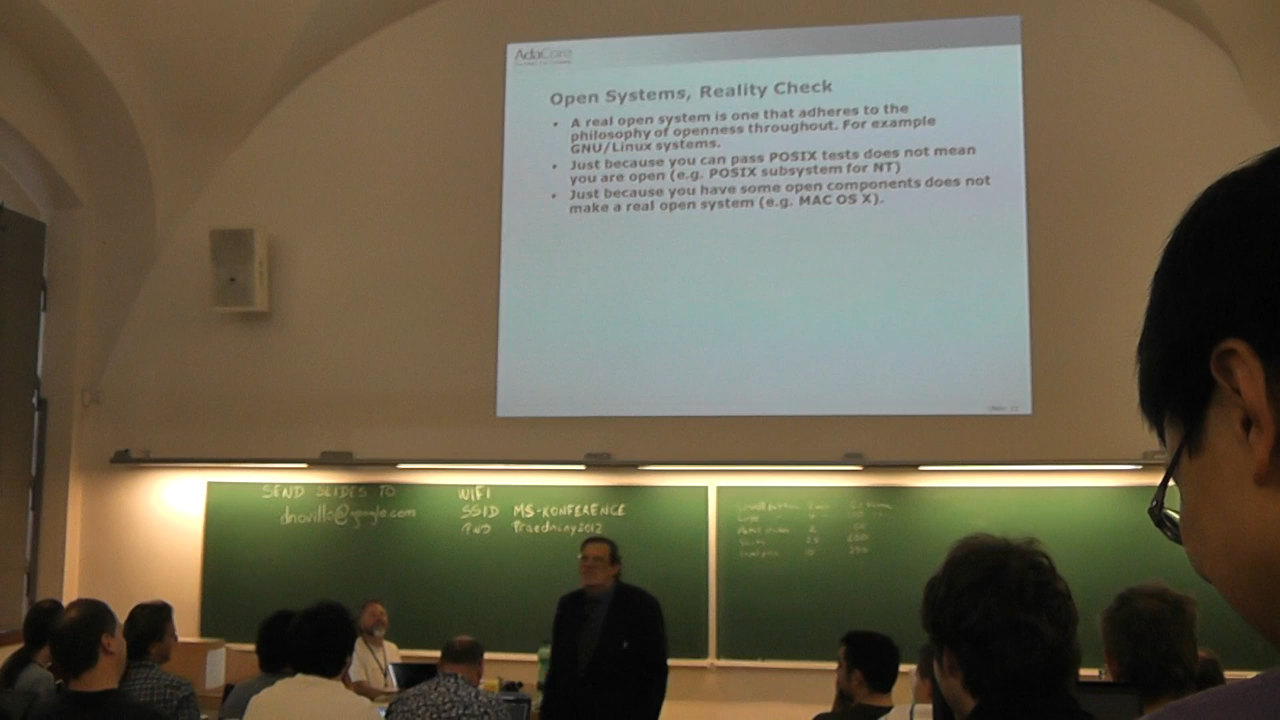 AdaCore
Open Systems, Reality Check
• A real open system is one that adheres to the
philosophy of openness throughout. For example
GNU/Linux systems.
• Just because you can pass POSIX tests does not mean
you are open (e.g. POSIX subsystem for NT)
• Just because you have some open components does not
make a real open system (e.g. MAC OS X).
SEND SLIDES TO
dnovillo@google.com
WIFI
SSID MS-KONFERENCE
PWD Praedniny2012